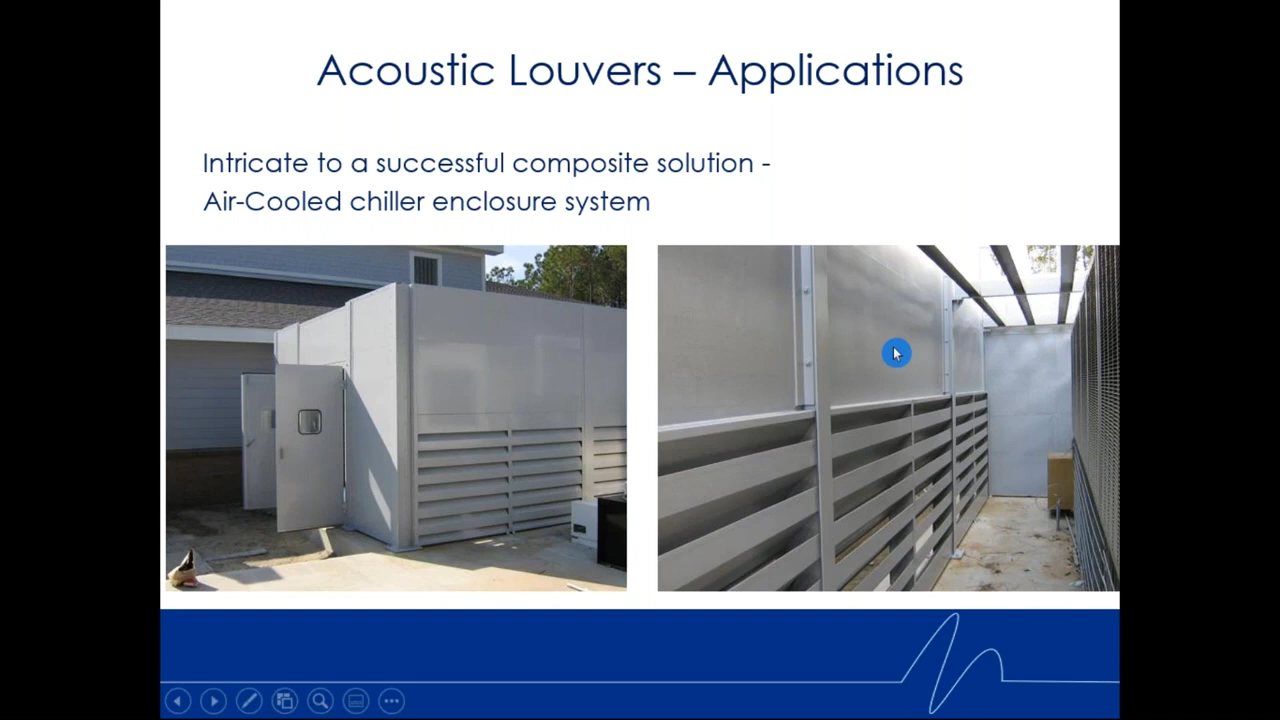 Acoustic Louvers – Applications
Intricate to a successful composite solution -
Air-Cooled chiller enclosure system